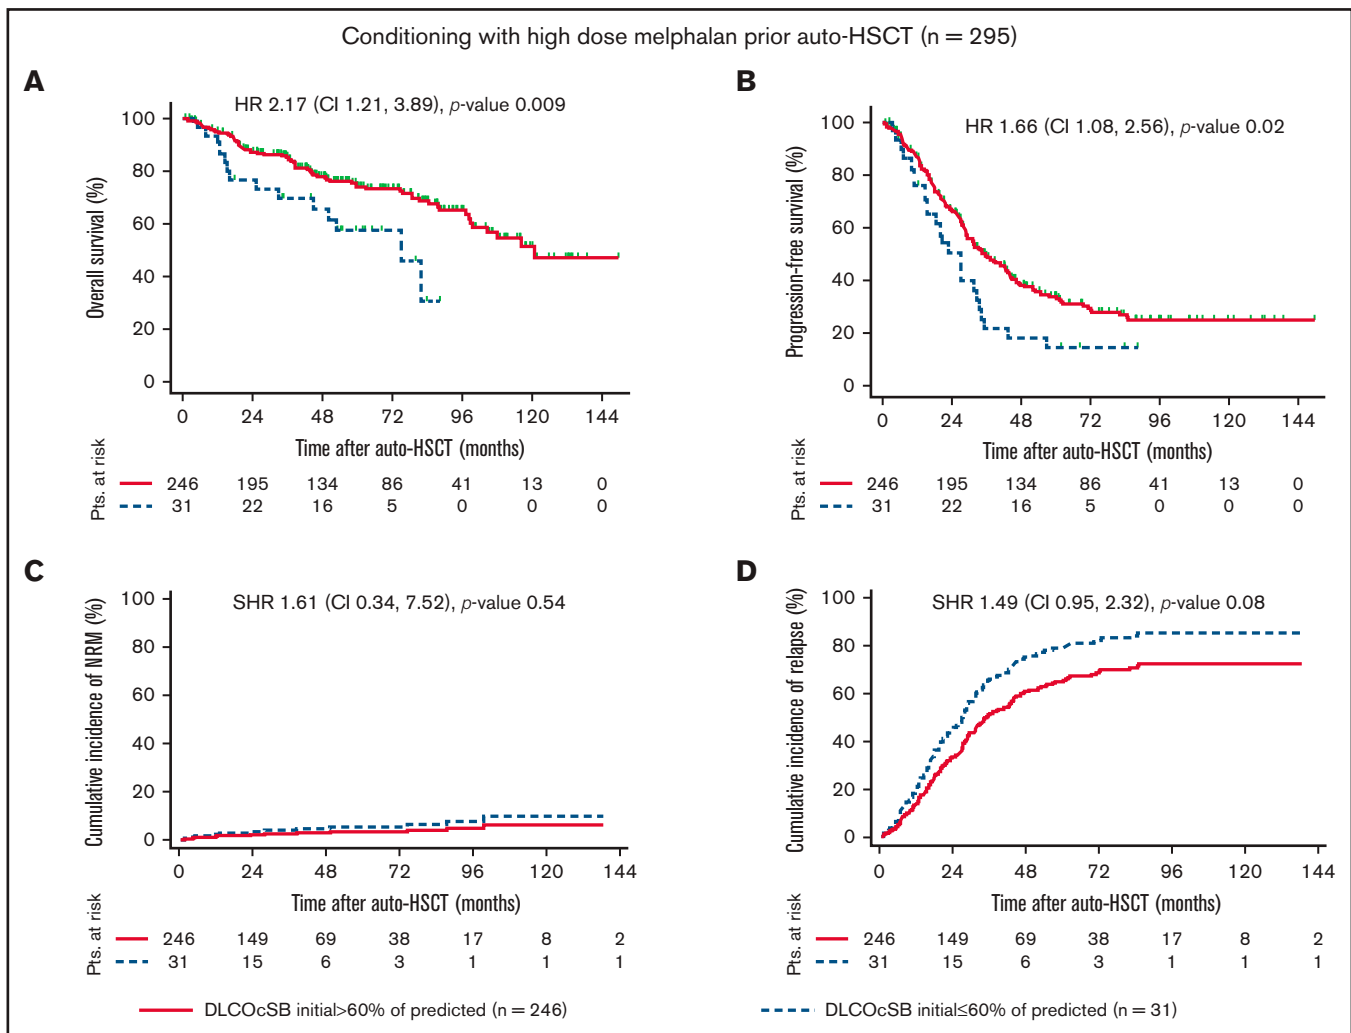 Conditioning with high dose melphalan prior auto-HSCT (n = 295)
A
HR 2.17 (CI 1.21, 3.89), p-value 0.009
Overall survival (%)
100
80
60
40
20
0
0 24 48 72 96 120 144
Time after auto-HSCT (months)
Pts. at risk
246 195 134 86 41 13 0
31 22 16 5 0 0 0
B
HR 1.66 (CI 1.08, 2.56), p-value 0.02
Progression-free survival (%)
100
80
60
40
20
0
0 24 48 72 96 120 144
Time after auto-HSCT (months)
Pts. at risk
246 195 134 86 41 13 0
31 22 16 5 0 0 0
C
SHR 1.61 (CI 0.34, 7.52), p-value 0.54
Cumulative incidence of NRM (%)
100
80
60
40
20
0
0 24 48 72 96 120 144
Time after auto-HSCT (months)
Pts. at risk
246 149 69 38 17 8 2
31 15 6 3 1 1 1
D
SHR 1.49 (CI 0.95, 2.32), p-value 0.08
Cumulative incidence of relapse (%)
100
80
60
40
20
0
0 24 48 72 96 120 144
Time after auto-HSCT (months)
Pts. at risk
246 149 69 38 17 8 2
31 15 6 3 1 1 1
DLCOcSB initial>60% of predicted (n = 246)
DLCOcSB initial≤60% of predicted (n = 31)